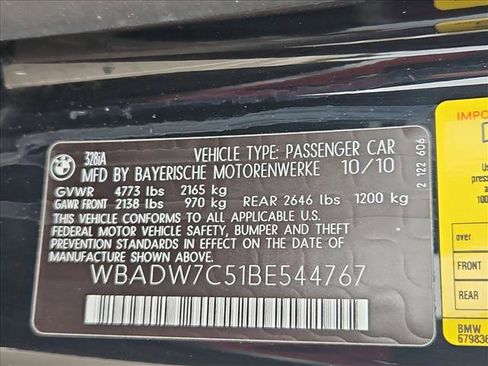 BMW
328iA
VEHICLE TYPE: PASSENGER CAR
MFD BY BAYERISCHE MOTORENWERKE 10/10
GVWR 4773 lbs 2165 kg
GAWR FRONT 2138 lbs 970 kg REAR 2646 lbs 1200 kg
THIS VEHICLE CONFORMS TO ALL APPLICABLE U.S.
FEDERAL MOTOR VEHICLE SAFETY, BUMPER AND THEFT
PREVENTION STANDARDS IN EFFECT ON THE DATE OF
MANUFACTURE SHOWN ABOVE.
WBADW7C51BE544767
2 122 606
over
FRONT
REAR
BMW